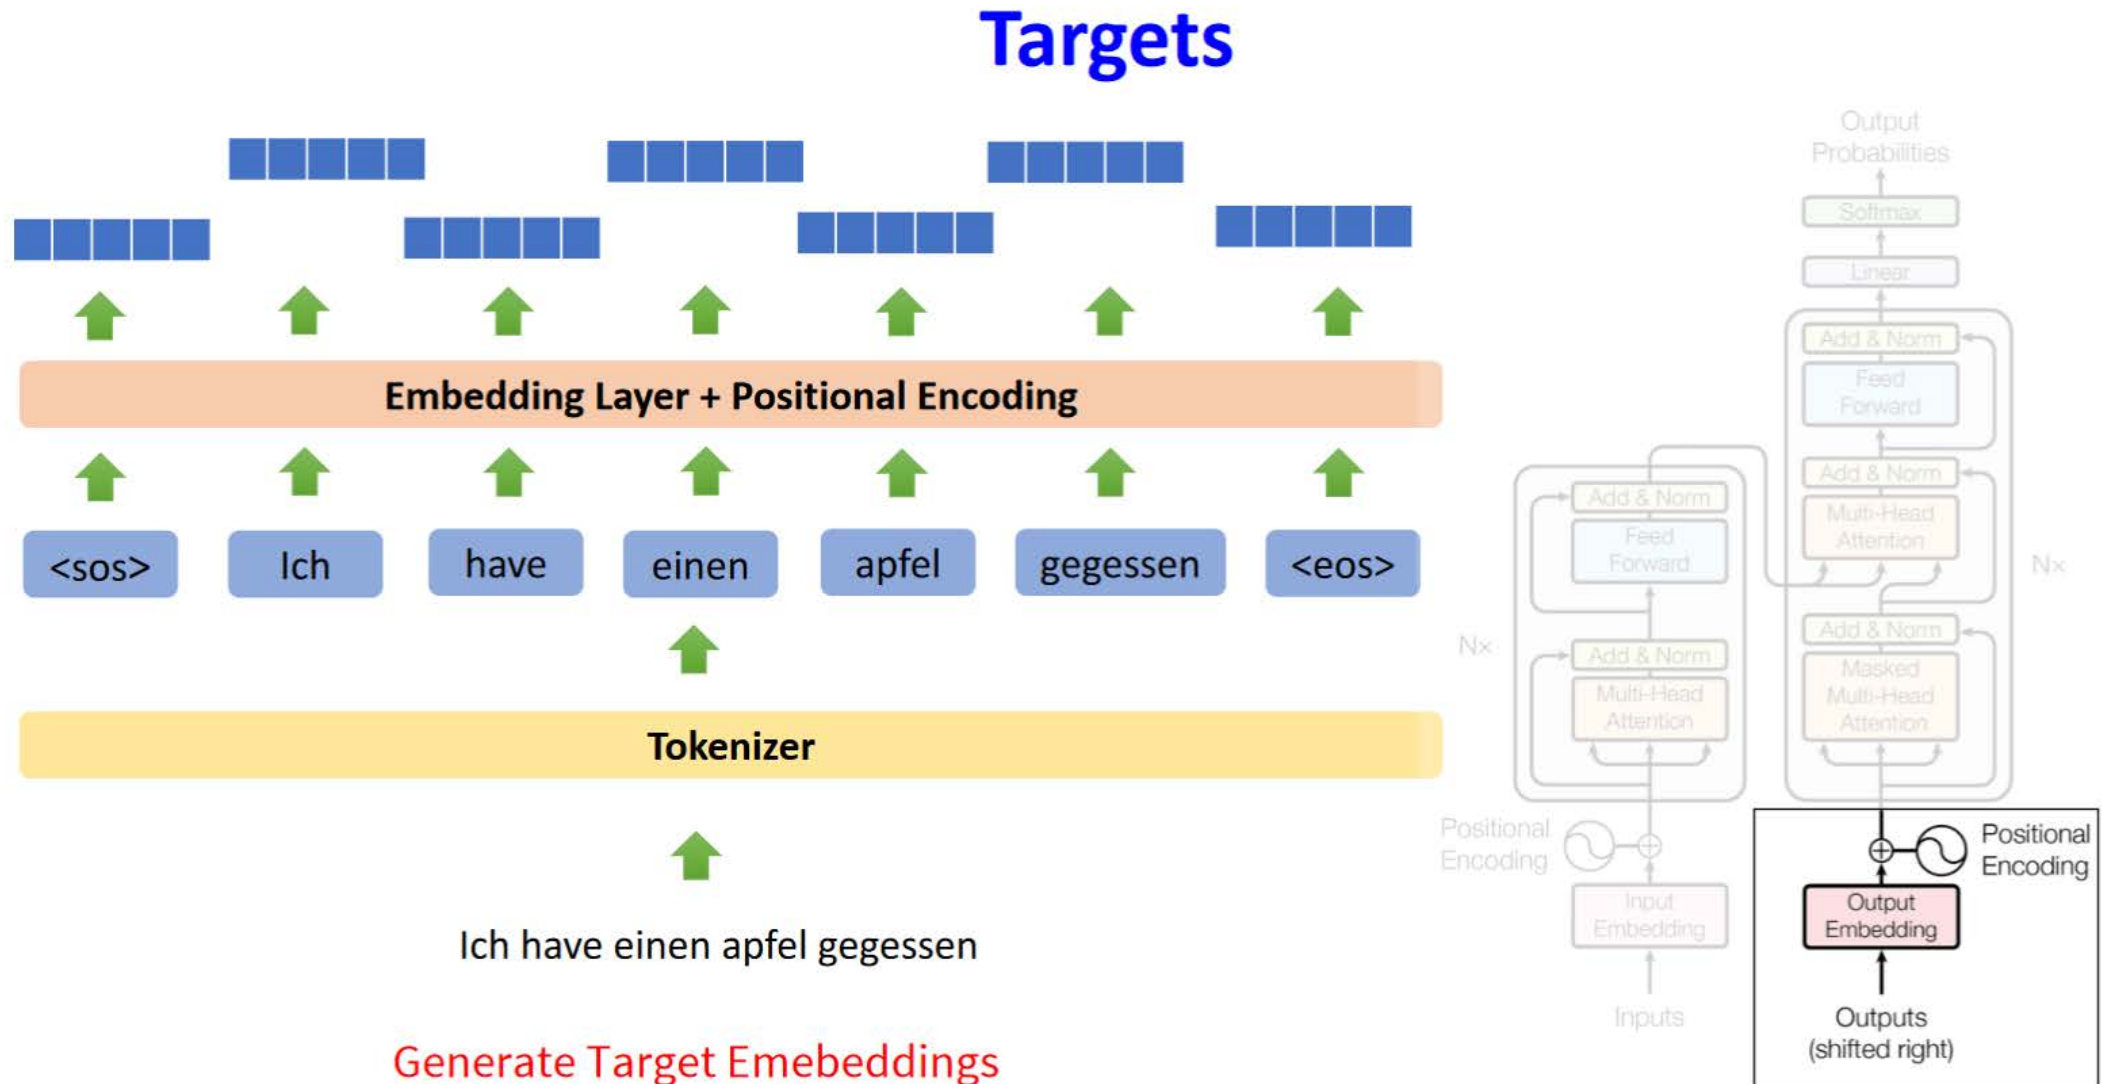 Targets
Embedding Layer + Positional Encoding
<sos> Ich have einen apfel gegessen <eos>
Tokenizer
Ich have einen apfel gegessen
Generate Target Emebeddings
Output
Probabilities
Softmax
Linear
Add & Norm
Feed
Forward
Add & Norm
Multi-Head
Attention
Nx
Add & Norm
Masked
Multi-Head
Attention
Add & Norm
Feed
Forward
Nx
Add & Norm
Multi-Head
Attention
Positional
Encoding
Input
Embedding
Inputs
Positional
Encoding
Output
Embedding
Outputs
(shifted right)